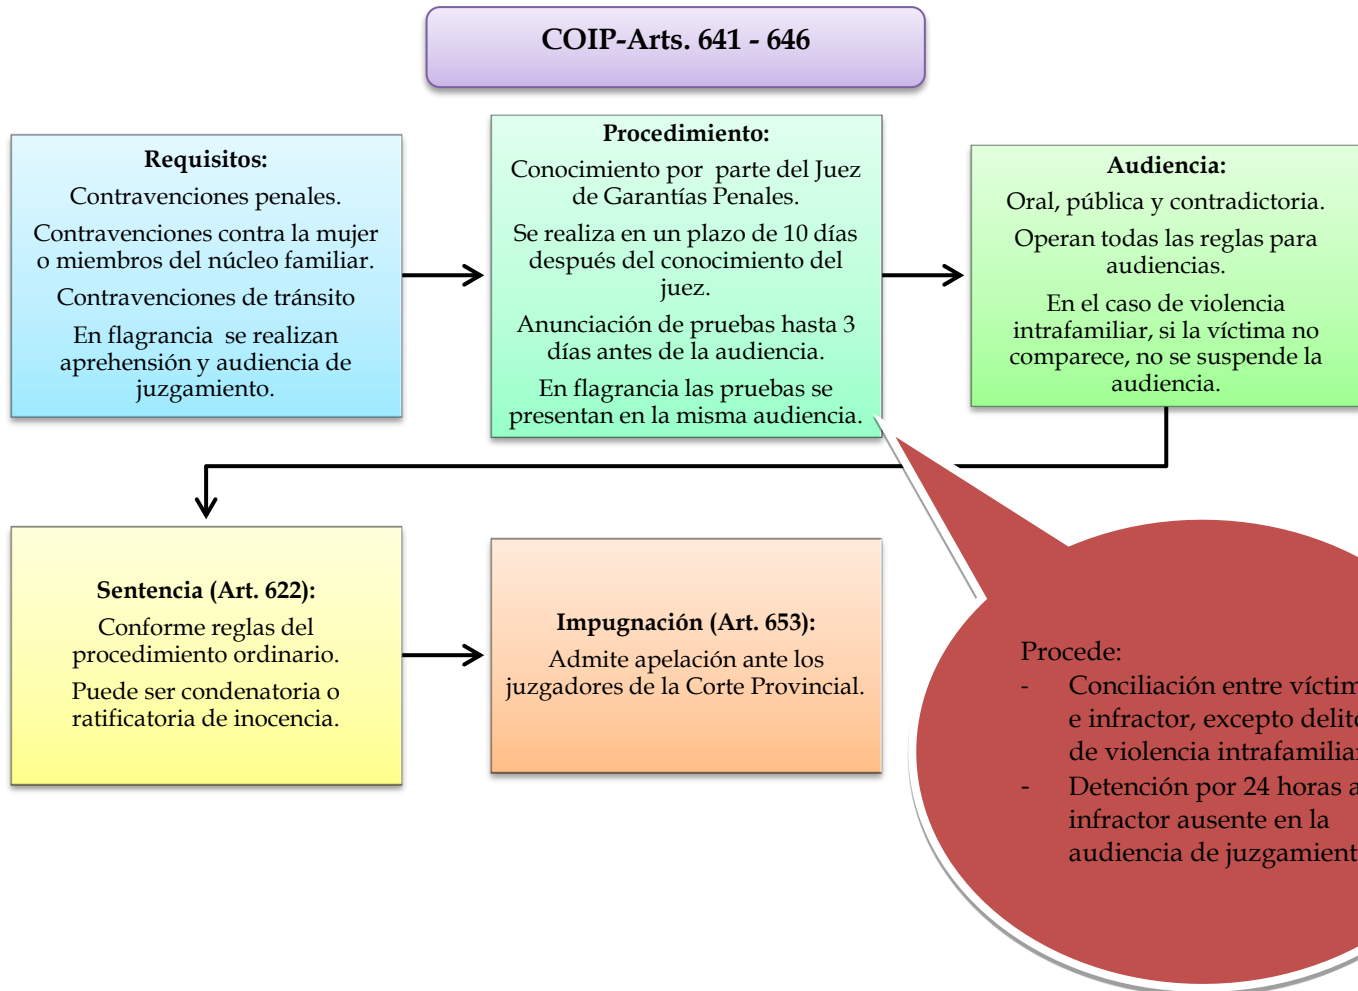 COIP-Arts. 641 - 646
Requisitos:
Contravenciones penales.
Contravenciones contra la mujer
o miembros del núcleo familiar.
Contravenciones de tránsito
En flagrancia se realizan
aprehensión y audiencia de
juzgamiento.
Procedimiento:
Conocimiento por parte del Juez
de Garantías Penales.
Se realiza en un plazo de 10 días
después del conocimiento del
juez.
Anunciación de pruebas hasta 3
días antes de la audiencia.
En flagrancia las pruebas se
presentan en la misma audiencia.
Audiencia:
Oral, pública y contradictoria.
Operan todas las reglas para
audiencias.
En el caso de violencia
intrafamiliar, si la víctima no
comparece, no se suspende la
audiencia.
Sentencia (Art. 622):
Conforme reglas del
procedimiento ordinario.
Puede ser condenatoria o
ratificatoria de inocencia.
Impugnación (Art. 653):
Admite apelación ante los
juzgadores de la Corte Provincial.
Procede:
- Conciliación entre víctim
e infractor, excepto delito
de violencia intrafamilia
- Detención por 24 horas a
infractor ausente en la
audiencia de juzgamient